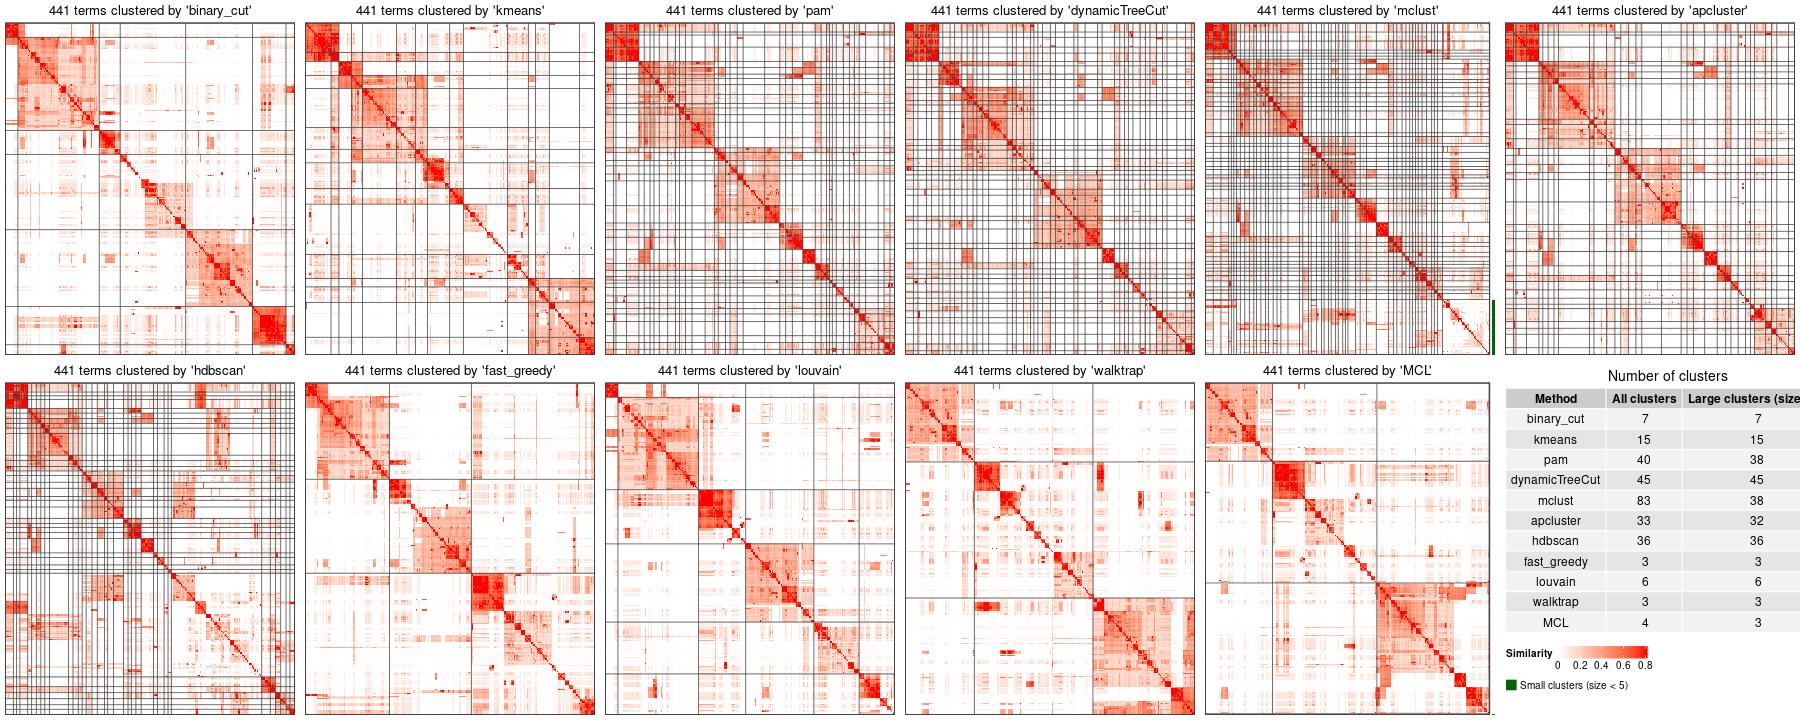 441 terms clustered by 'binary_cut'
441 terms clustered by 'kmeans'
441 terms clustered by 'pam'
441 terms clustered by 'dynamicTreeCut'
441 terms clustered by 'mclust'
441 terms clustered by 'apcluster'
441 terms clustered by 'hdbscan'
441 terms clustered by 'fast_greedy'
441 terms clustered by 'louvain'
441 terms clustered by 'walktrap'
441 terms clustered by 'MCL'
Number of clusters
Method All clusters Large clusters (size
binary_cut 7 7
kmeans 15 15
pam 40 38
dynamicTreeCut 45 45
mclust 83 38
apcluster 33 32
hdbscan 36 36
fast_greedy 3 3
louvain 6 6
walktrap 3 3
MCL 4 3
Similarity
0 0.2 0.4 0.6 0.8
Small clusters (size < 5)